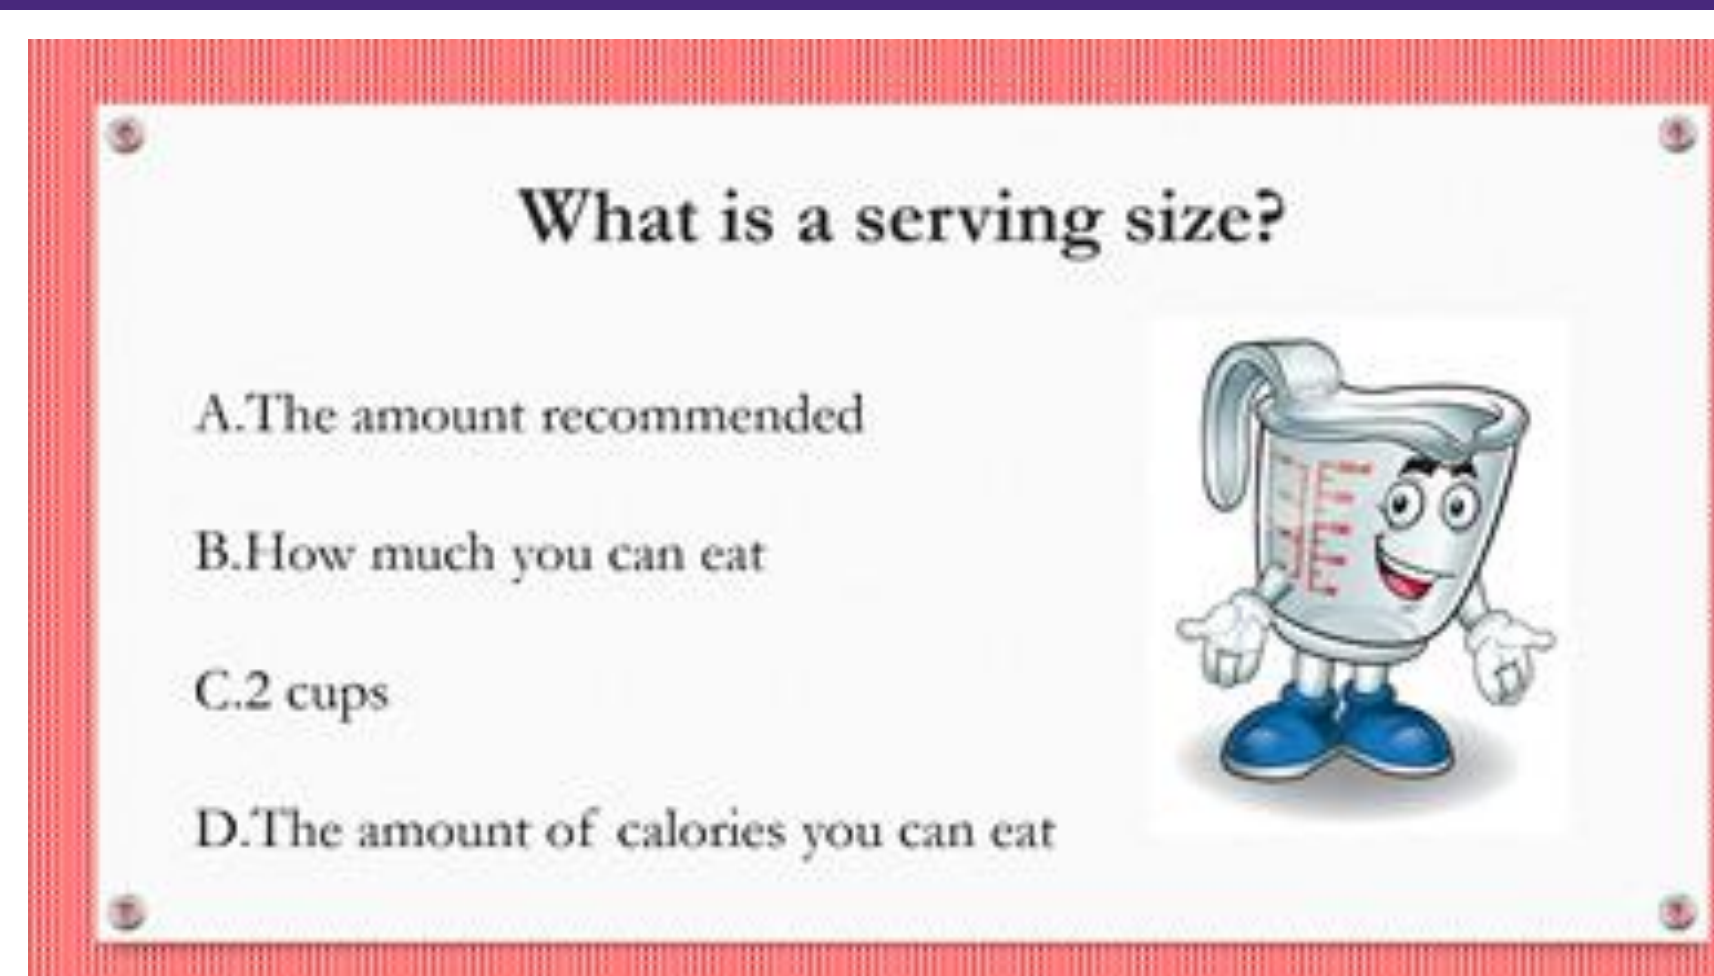 What is a serving size?
A.The amount recommended
B.How much you can eat
C.2 cups
D.The amount of calories you can eat